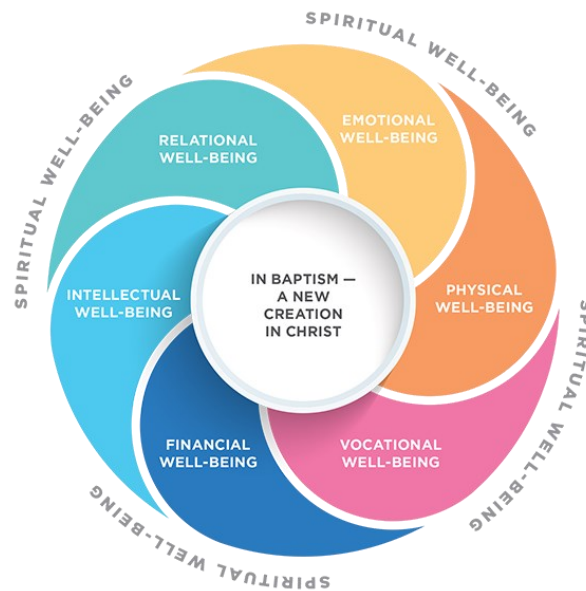 SPIRITUAL WELL-BEING
SPIRITUAL WELL-BEING
EMOTIONAL
WELL-BEING
RELATIONAL
WELL-BEING
IN BAPTISM —
A NEW
CREATION
IN CHRIST
INTELLECTUAL
WELL-BEING
PHYSICAL
WELL-BEING
FINANCIAL
WELL-BEING
VOCATIONAL
WELL-BEING
SPIRITUAL WELL-BEING
SPIRITUAL WELL-BEING